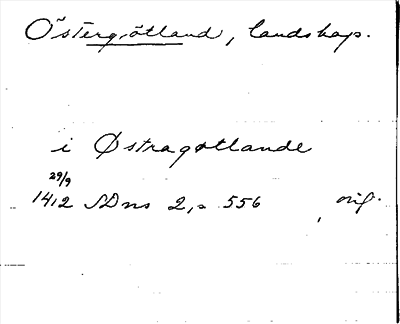 Östergötland, landskap.
i Østragøtlande
29/9
1412 SDns 2, s 556 orig.